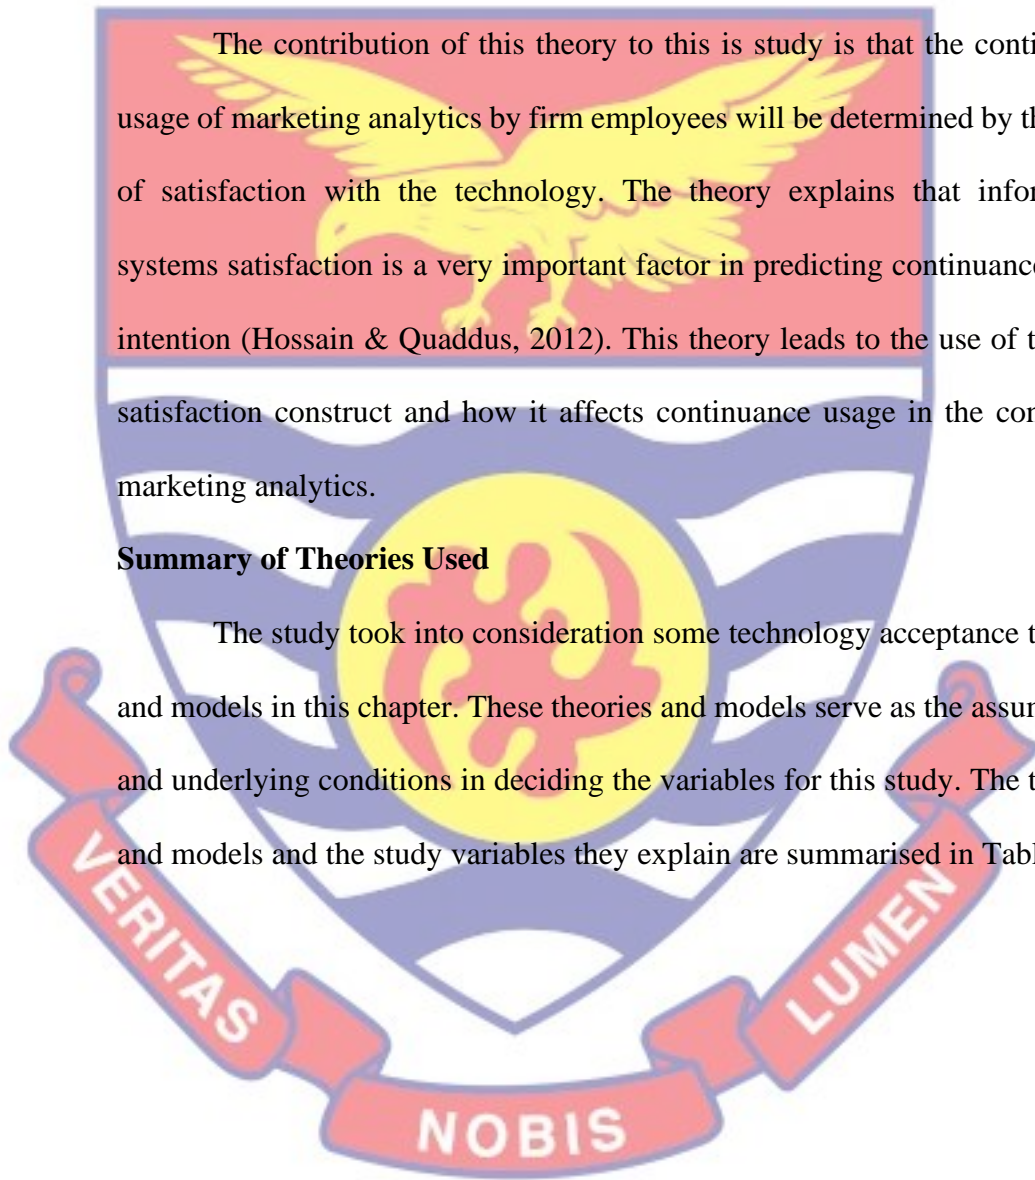 The contribution of this theory to this is study is that the conti
usage of marketing analytics by firm employees will be determined by th
of satisfaction with the technology. The theory explains that infor
systems satisfaction is a very important factor in predicting continuance
intention (Hossain & Quaddus, 2012). This theory leads to the use of t
satisfaction construct and how it affects continuance usage in the con
marketing analytics.
Summary of Theories Used
The study took into consideration some technology acceptance t
and models in this chapter. These theories and models serve as the assu
and underlying conditions in deciding the variables for this study. The t
and models and the study variables they explain are summarised in Tabl
VERITAS
NOBIS
LUMEN